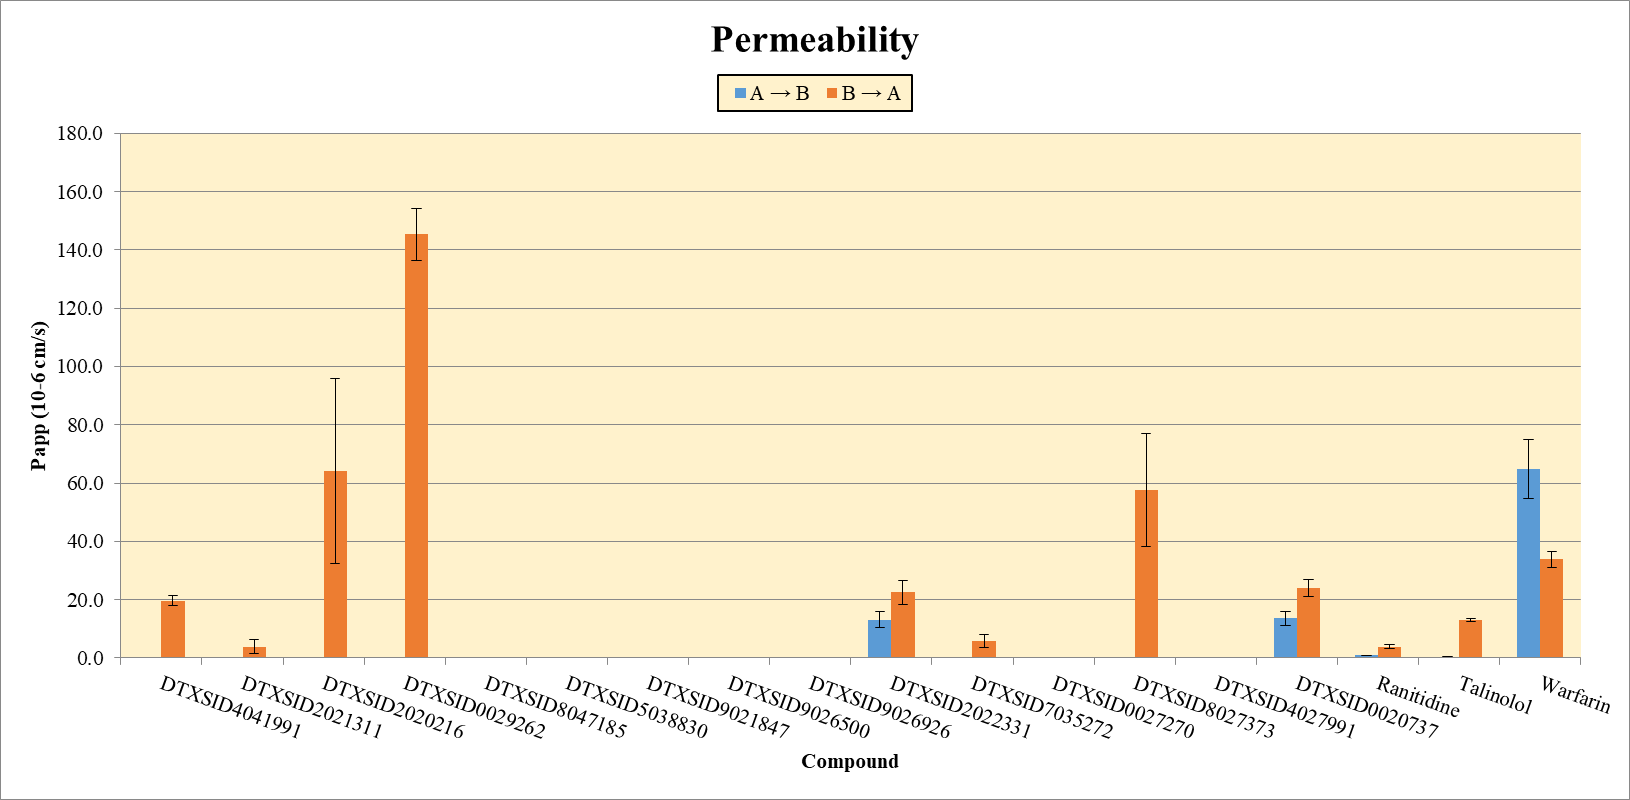 Permeability
A → B B → A
180.0
160.0
140.0
120.0
100.0
80.0
60.0
40.0
20.0
0.0
Papp (10-6 cm/s)
DTXSID4041991
DTXSID2021311
DTXSID2020216
DTXSID0029262
DTXSID8047185
DTXSID5038830
DTXSID9021847
DTXSID9026500
DTXSID9026926
DTXSID2022331
DTXSID7035272
DTXSID0027270
DTXSID8027373
DTXSID4027991
DTXSID0020737
Ranitidine
Talinolol
Warfarin
Compound